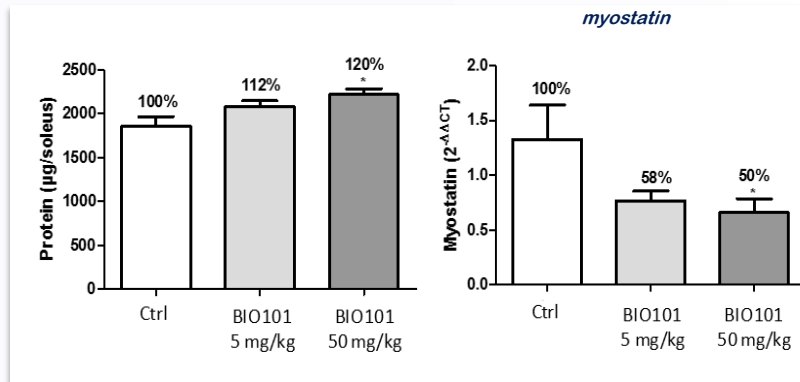 myostatin
Protein (µg/soleus)
2500
2000
1500
1000
500
0
100%
112%
120%
*
Ctrl
BIO101
5 mg/kg
BIO101
50 mg/kg
Myostatin (2-ΔΔCT)
2.0
1.5
1.0
0.5
0.0
100%
58%
50%
*
Ctrl
BIO101
5 mg/kg
BIO101
50 mg/kg